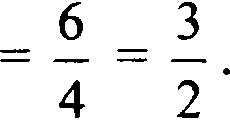 = 6/4 = 3/2 .